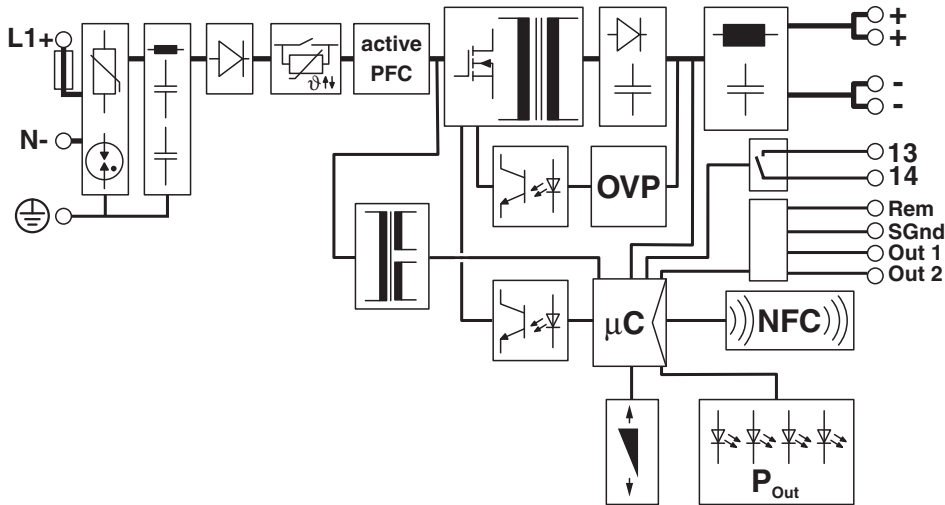 L1+
N-
active
PFC
ϑ
+
+
-
-
OVP
13
14
Rem
SGnd
Out 1
Out 2
μC
NFC
P Out